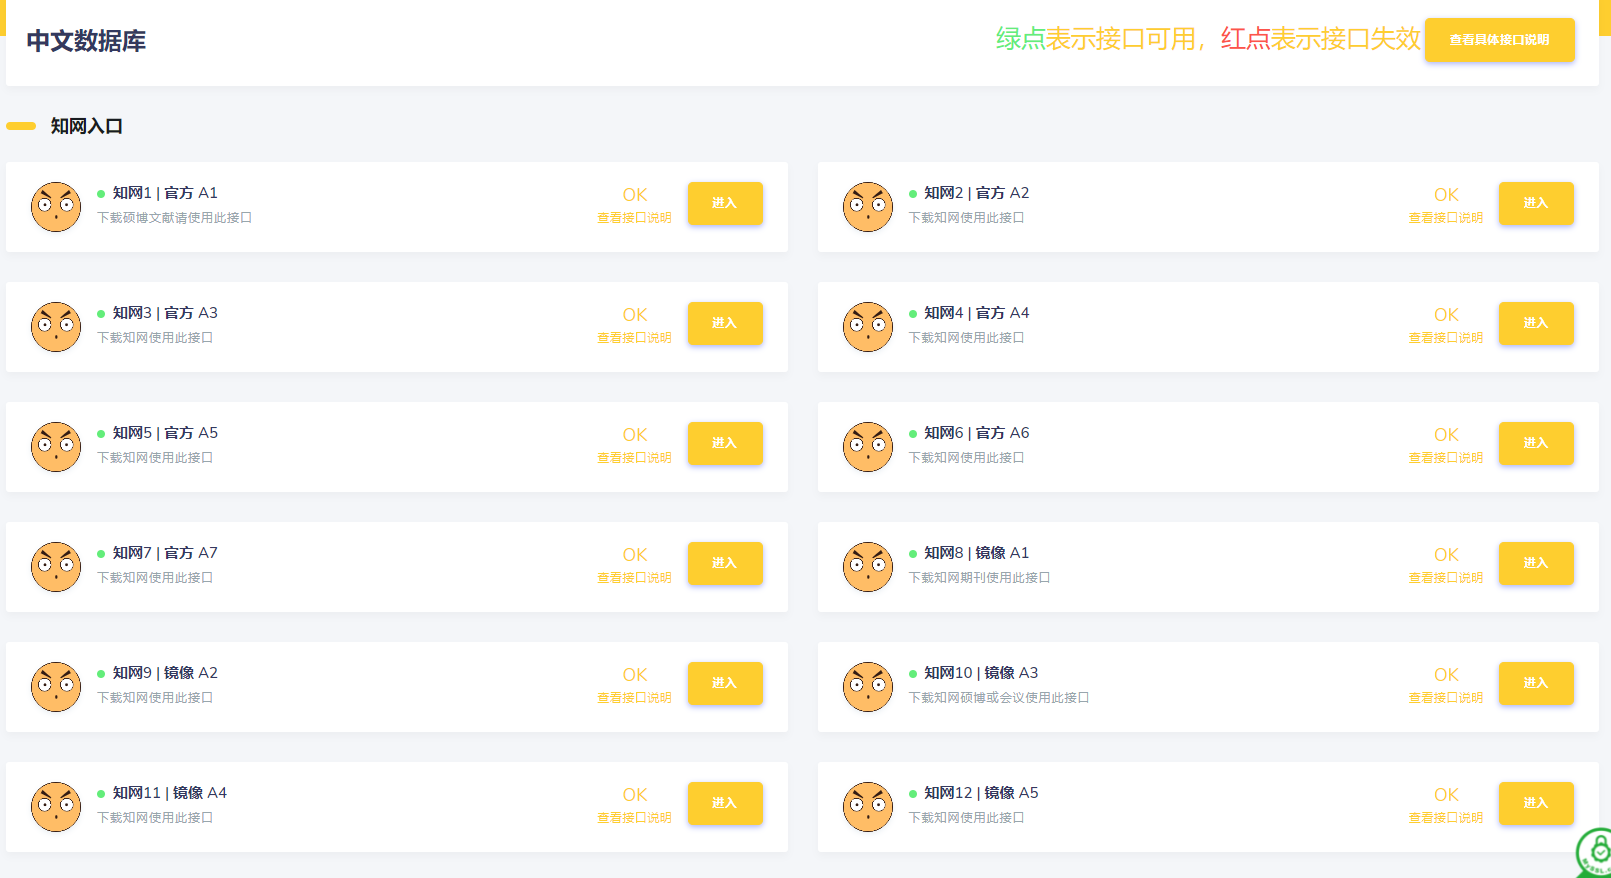 中文数据库
绿点表示接口可用，红点表示接口失效
查看具体接口说明
知网入口
知网1 | 官方 A1
下载硕博文献请使用此接口
OK
查看接口说明
进入
知网2 | 官方 A2
下载知网使用此接口
OK
查看接口说明
进入
知网3 | 官方 A3
下载知网使用此接口
OK
查看接口说明
进入
知网4 | 官方 A4
下载知网使用此接口
OK
查看接口说明
进入
知网5 | 官方 A5
下载知网使用此接口
OK
查看接口说明
进入
知网6 | 官方 A6
下载知网使用此接口
OK
查看接口说明
进入
知网7 | 官方 A7
下载知网使用此接口
OK
查看接口说明
进入
知网8 | 镜像 A1
下载知网期刊使用此接口
OK
查看接口说明
进入
知网9 | 镜像 A2
下载知网使用此接口
OK
查看接口说明
进入
知网10 | 镜像 A3
下载知网硕博或会议使用此接口
OK
查看接口说明
进入
知网11 | 镜像 A4
下载知网使用此接口
OK
查看接口说明
进入
知网12 | 镜像 A5
下载知网使用此接口
OK
查看接口说明
进入